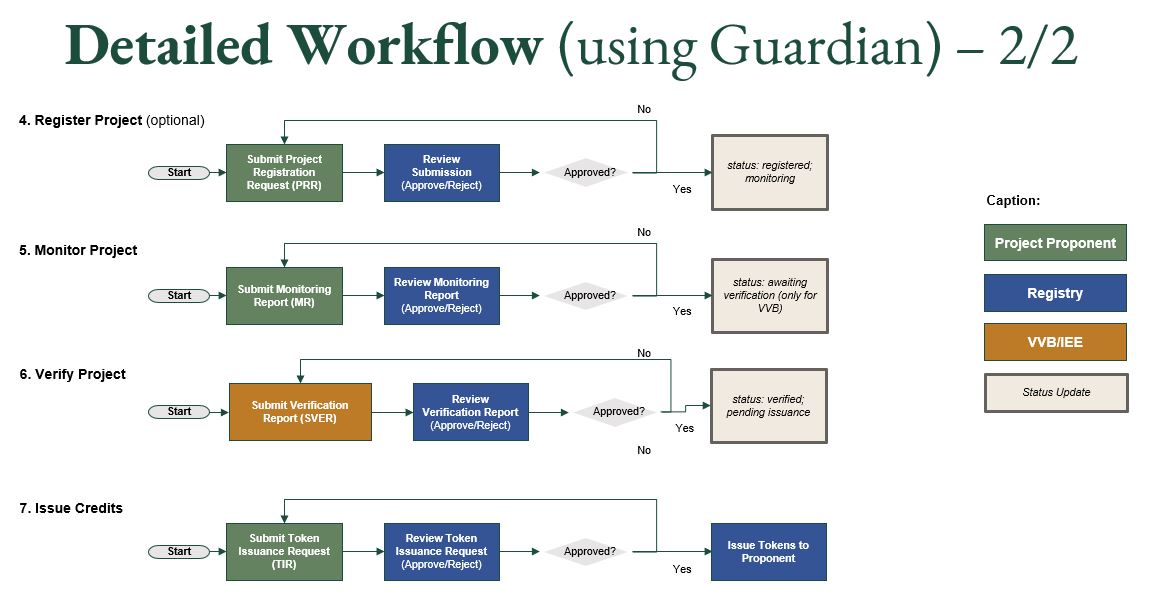 Detailed Workflow (using Guardian) – 2/2
4. Register Project (optional)
No
Start
Submit Project
Registration
Request (PRR)
Review
Submission
(Approve/Reject)
Approved?
Yes
status: registered;
monitoring
5. Monitor Project
No
Start
Submit Monitoring
Report (MR)
Review Monitoring
Report
(Approve/Reject)
Approved?
Yes
status: awaiting
verification (only for
VVB)
6. Verify Project
No
Start
Submit Verification
Report (SVER)
Review
Verification Report
(Approve/Reject)
Approved?
Yes
status: verified;
pending issuance
No
7. Issue Credits
Start
Submit Token
Issuance Request
(TIR)
Review Token
Issuance Request
(Approve/Reject)
Approved?
Yes
Issue Tokens to
Proponent
Caption:
Project Proponent
Registry
VVB/IEE
Status Update